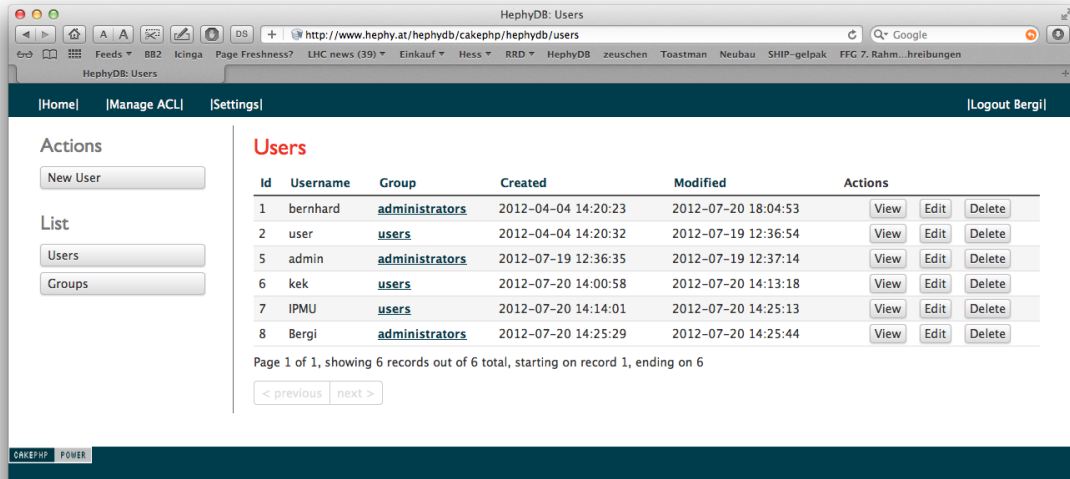 HephyDB: Users
A A DS + http://www.hephy.at/hephydb/cakephp/hephydb/users Q Google
Feeds BB2 Icinga Page Freshness? LHC news (39) Einkauf Hess RRD HephyDB zeuschen Toastman Neubau SHIP-gelpak FFG 7. Rahm...hreibungen
HephyDB: Users
|Home| |Manage ACL| |Settings| |Logout Bergi|
Actions
New User
List
Users
Groups
Users
Id Username Group Created Modified Actions
1 bernhard administrators 2012-04-04 14:20:23 2012-07-20 18:04:53 View Edit Delete
2 user users 2012-04-04 14:20:32 2012-07-19 12:36:54 View Edit Delete
5 admin administrators 2012-07-19 12:36:35 2012-07-19 12:37:14 View Edit Delete
6 kek users 2012-07-20 14:00:58 2012-07-20 14:13:18 View Edit Delete
7 IPMU users 2012-07-20 14:14:01 2012-07-20 14:25:13 View Edit Delete
8 Bergi administrators 2012-07-20 14:25:29 2012-07-20 14:25:44 View Edit Delete
Page 1 of 1, showing 6 records out of 6 total, starting on record 1, ending on 6
< previous next >
CAKEPHP POWER